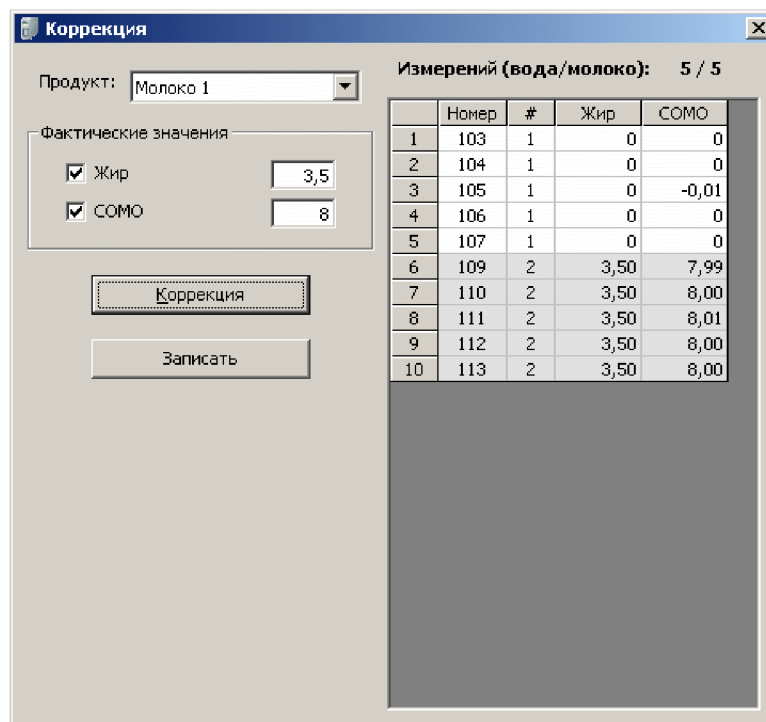 Коррекция
Продукт: Молоко 1
Фактические значения
Жир 3,5
СОМО 8
Коррекция
Записать
Измерений (вода/молоко): 5 / 5
Номер # Жир СОМО
1 103 1 0 0
2 104 1 0 0
3 105 1 0 -0,01
4 106 1 0 0
5 107 1 0 0
6 109 2 3,50 7,99
7 110 2 3,50 8,00
8 111 2 3,50 8,01
9 112 2 3,50 8,00
10 113 2 3,50 8,00